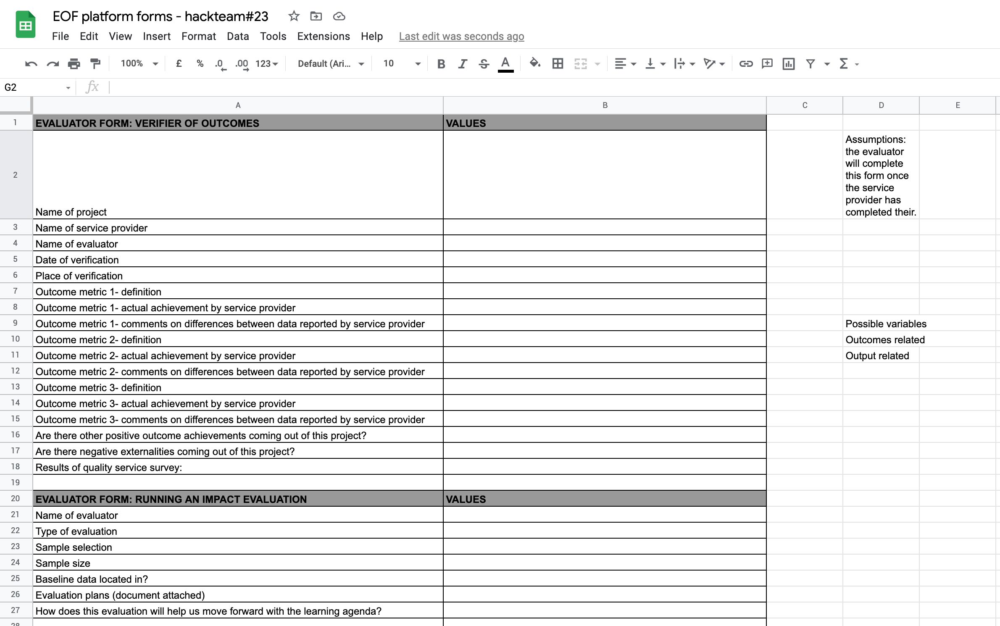 EOF platform forms - hackteam#23
File Edit View Insert Format Data Tools Extensions Help Last edit was seconds ago
100% £ % .0 .00 123 Default (Ari... 10 B I S A Σ
G2 fx
A B C D E
1 EVALUATOR FORM: VERIFIER OF OUTCOMES VALUES
Assumptions:
the evaluator
will complete
this form once
the service
provider has
2 Name of project completed their.
3 Name of service provider
4 Name of evaluator
5 Date of verification
6 Place of verification
7 Outcome metric 1- definition
8 Outcome metric 1- actual achievement by service provider
9 Outcome metric 1- comments on differences between data reported by service provider Possible variables
10 Outcome metric 2- definition Outcomes related
11 Outcome metric 2- actual achievement by service provider Output related
12 Outcome metric 2- comments on differences between data reported by service provider
13 Outcome metric 3- definition
14 Outcome metric 3- actual achievement by service provider
15 Outcome metric 3- comments on differences between data reported by service provider
16 Are there other positive outcome achievements coming out of this project?
17 Are there negative externalities coming out of this project?
18 Results of quality service survey:
19
20 EVALUATOR FORM: RUNNING AN IMPACT EVALUATION VALUES
21 Name of evaluator
22 Type of evaluation
23 Sample selection
24 Sample size
25 Baseline data located in?
26 Evaluation plans (document attached)
27 How does this evaluation will help us move forward with the learning agenda?
28